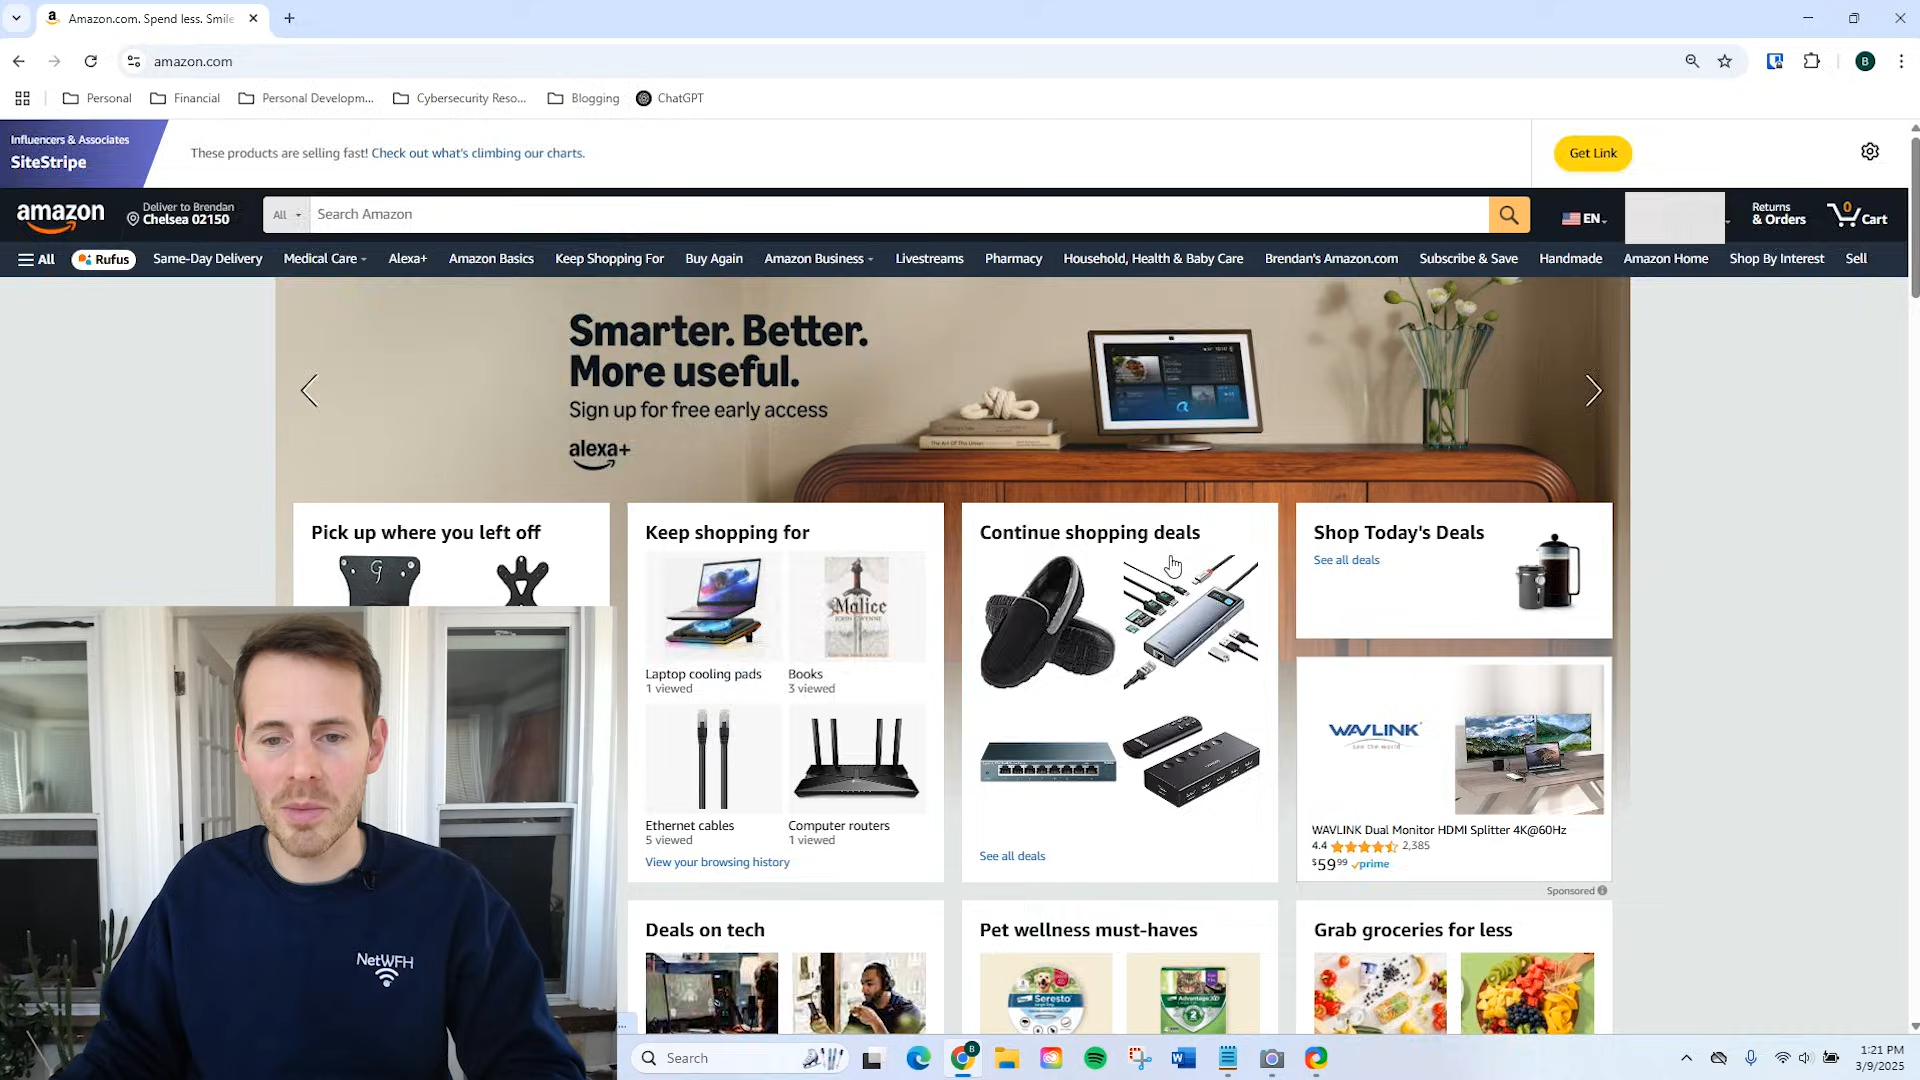 Amazon.com. Spend less. Smile
amazon.com
Personal
Financial
Personal Developm...
Cybersecurity Reso...
Blogging
ChatGPT
Influencers & Associates
SiteStripe
These products are selling fast! Check out what's climbing our charts.
Get Link
amazon
Deliver to Brendan
Chelsea 02150
All
Search Amazon
EN
Returns
& Orders
0
Cart
All
Rufus
Same-Day Delivery
Medical Care
Alexa+
Amazon Basics
Keep Shopping For
Buy Again
Amazon Business
Livestreams
Pharmacy
Household, Health & Baby Care
Brendan's Amazon.com
Subscribe & Save
Handmade
Amazon Home
Shop By Interest
Sell
Smarter. Better.
More useful.
Sign up for free early access
alexa+
Pick up where you left off
Keep shopping for
Malice
JOHN GWYNNE
Laptop cooling pads
1 viewed
Books
3 viewed
Ethernet cables
5 viewed
Computer routers
1 viewed
View your browsing history
Continue shopping deals
See all deals
Shop Today's Deals
See all deals
WAVLINK
see the world
WAVLINK Dual Monitor HDMI Splitter 4K@60Hz
4.4
2,385
$59.99
prime
Sponsored
Deals on tech
Pet wellness must-haves
Seresto
Advantage XD
2
Grab groceries for less
NetWFH
Search
B
B
1:21 PM
3/9/2025